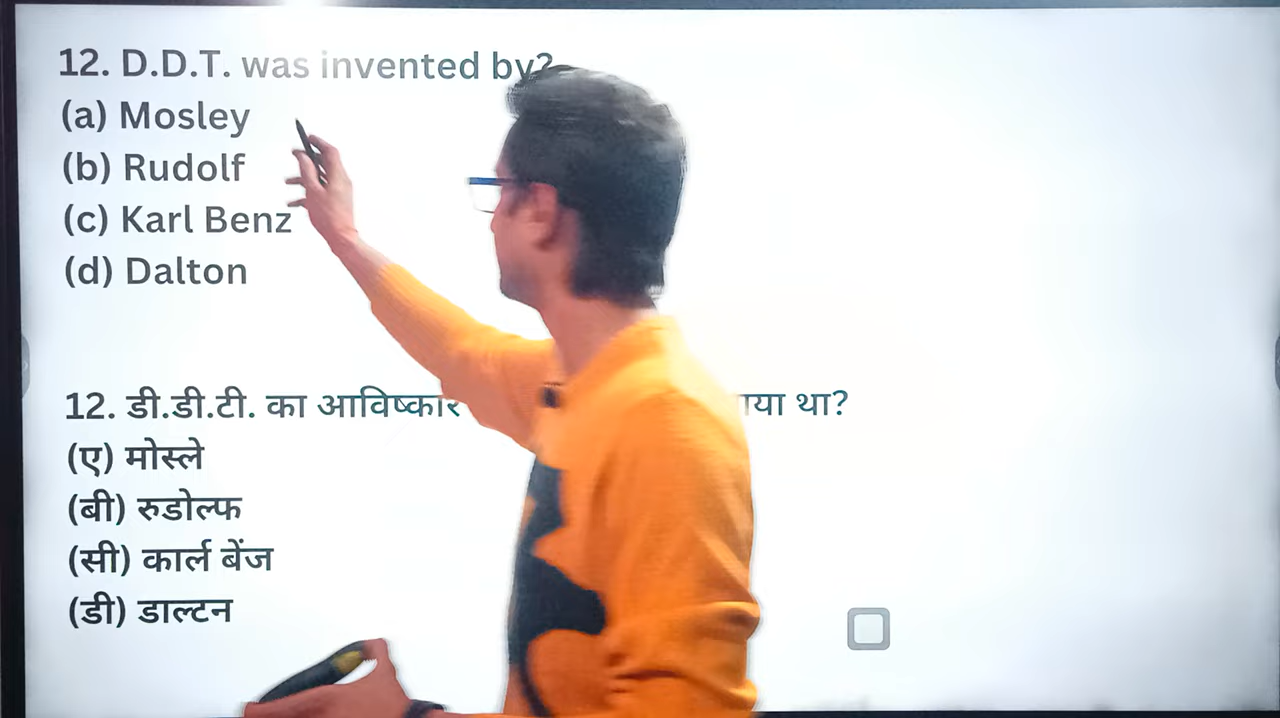 12. D.D.T. was invented by?
(a) Mosley
(b) Rudolf
(c) Karl Benz
(d) Dalton
12. डी.डी.टी. का आविष्कार था?
(ए) मोस्ले
(बी) रुडोल्फ
(सी) कार्ल बेंज
(डी) डाल्टन